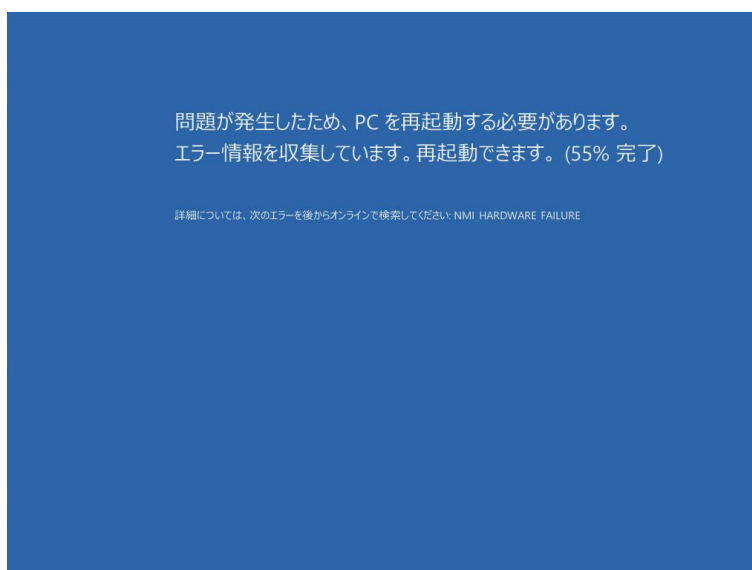 問題が発生したため、PC を再起動する必要があります。
エラー情報を収集しています。再起動できます。 (55% 完了)
詳細については、次のエラーを後からオンラインで検索してください: NMI HARDWARE FAILURE